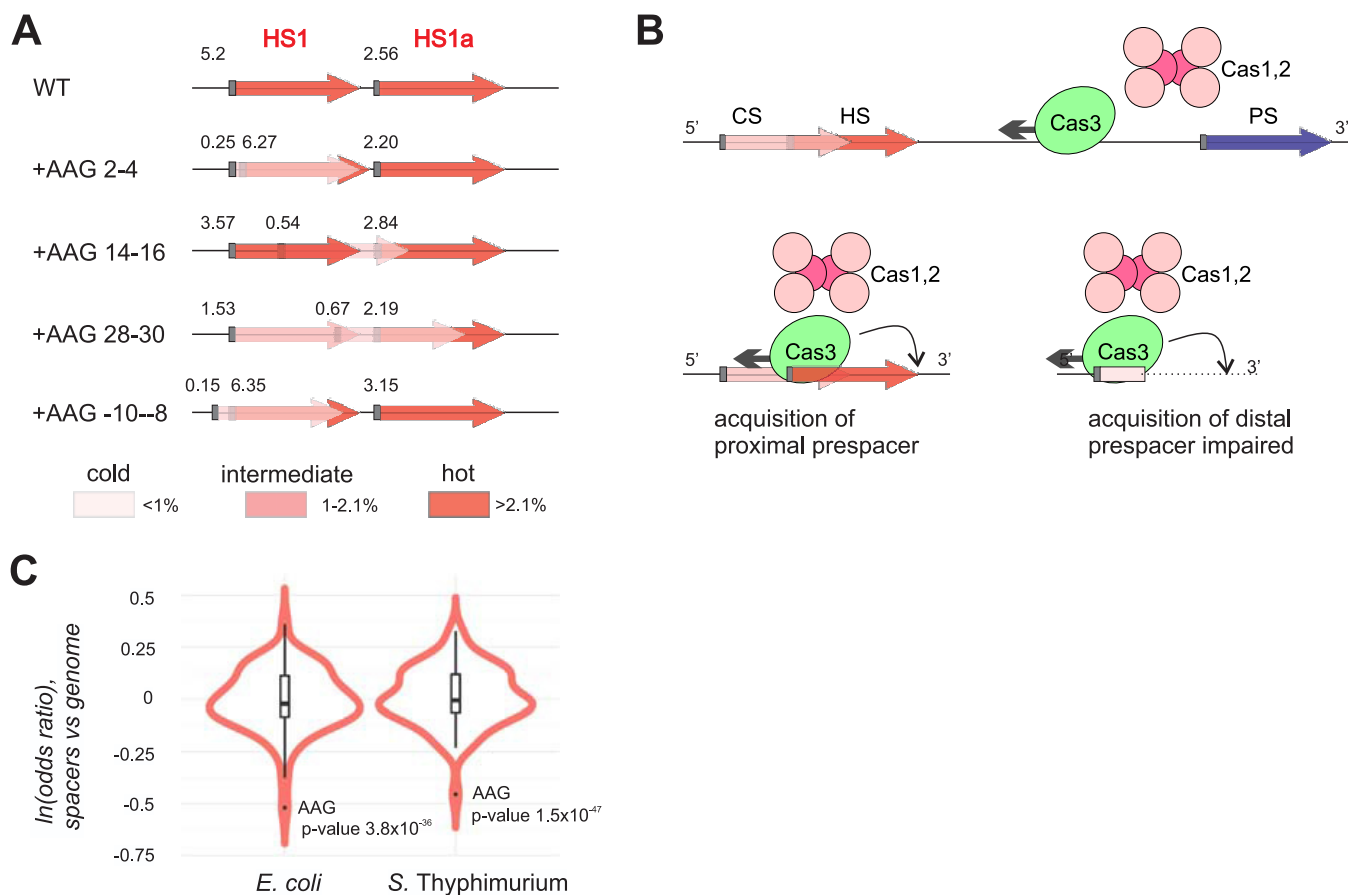 A
HS1 HS1a
5.2 2.56
WT
0.25 6.27 2.20
+AAG 2-4
3.57 0.54 2.84
+AAG 14-16
1.53 0.67 2.19
+AAG 28-30
0.15 6.35 3.15
+AAG -10--8
cold intermediate hot
<1% 1-2.1% >2.1%
B
Cas1,2
CS HS Cas3 PS
5’ 3’
Cas1,2
Cas3
5’ 3’
acquisition of
proximal prespacer
Cas1,2
Cas3
5’ 3’
acquisition of distal
prespacer impaired
C
ln(odds ratio),
spacers vs genome
0.5
0.25
0
-0.25
-0.5
-0.75
AAG
p-value 3.8x10⁻³⁶
AAG
p-value 1.5x10⁻⁴⁷
E. coli S. Thyphimurium